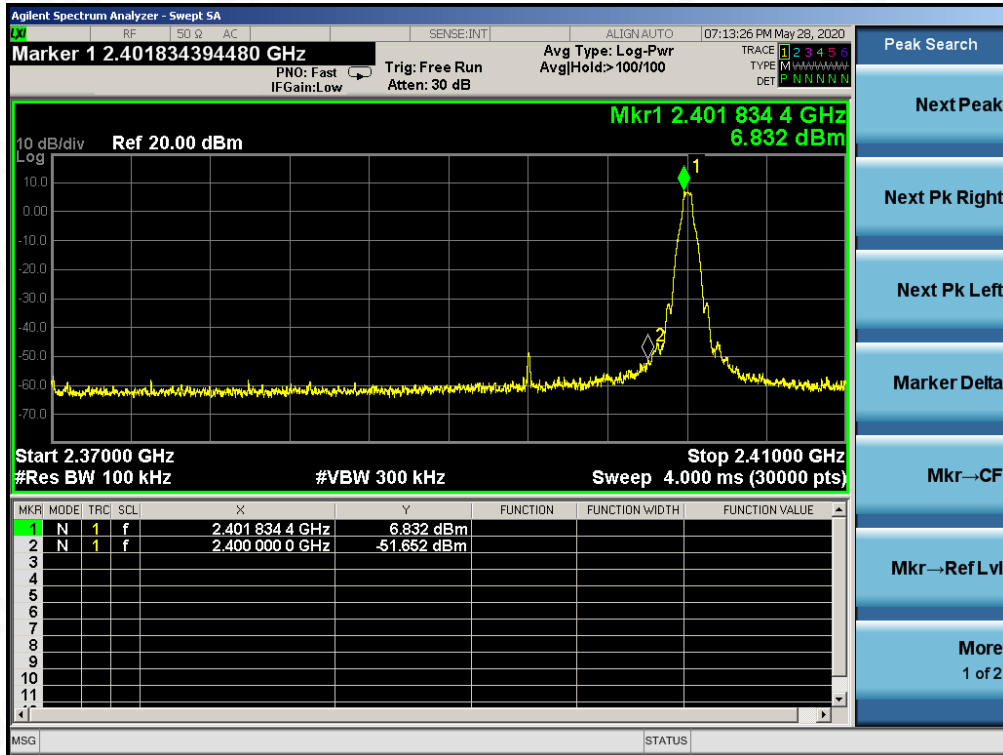 Agilent Spectrum Analyzer - Swept SA
LXI RF 50 Ω AC SENSE:INT ALIGN AUTO 07:13:26 PM May 28, 2020
Marker 1 2.401834394480 GHz
PNO: Fast
IFGain:Low
Trig: Free Run
Atten: 30 dB
Avg Type: Log-Pwr
Avg|Hold:> 100/100
TRACE 1 2 3 4 5 6
TYPE M
DET P N N N N N
Mkr1 2.401 834 4 GHz
6.832 dBm
10 dB/div Ref 20.00 dBm
Log
1
10.0
0.00
-10.0
-20.0
-30.0
-40.0
2
-50.0
-60.0
-70.0
Start 2.37000 GHz Stop 2.41000 GHz
#Res BW 100 kHz #VBW 300 kHz Sweep 4.000 ms (30000 pts)
MKR MODE TRC SCL X Y FUNCTION FUNCTION WIDTH FUNCTION VALUE
1 N 1 f 2.401 834 4 GHz 6.832 dBm
2 N 1 f 2.400 000 0 GHz -51.652 dBm
3
4
5
6
7
8
9
10
11
MSG STATUS
Peak Search
Next Peak
Next Pk Right
Next Pk Left
Marker Delta
Mkr→CF
Mkr→Ref Lvl
More
1 of 2